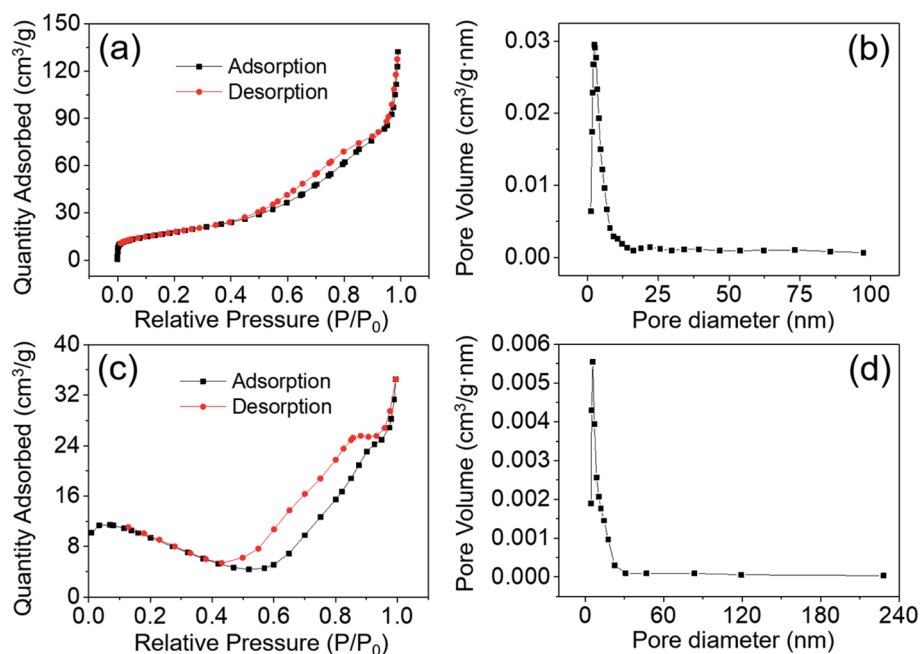 (a)
Quantity Adsorbed (cm³/g)
150
120
90
60
30
0
Adsorption
Desorption
0.0 0.2 0.4 0.6 0.8 1.0
Relative Pressure (P/P₀)
(b)
Pore Volume (cm³/g·nm)
0.03
0.02
0.01
0.00
0 25 50 75 100
Pore diameter (nm)
(c)
Quantity Adsorbed (cm³/g)
40
32
24
16
8
0
Adsorption
Desorption
0.0 0.2 0.4 0.6 0.8 1.0
Relative Pressure (P/P₀)
(d)
Pore Volume (cm³/g·nm)
0.006
0.005
0.004
0.003
0.002
0.001
0.000
0 60 120 180 240
Pore diameter (nm)